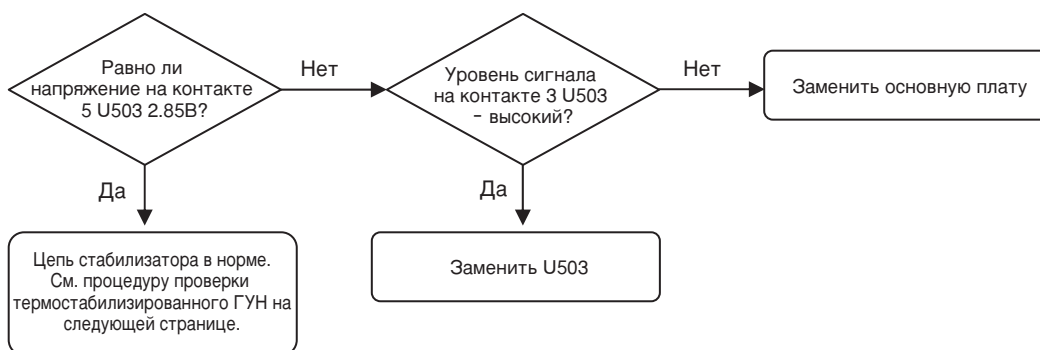 Равно ли
напряжение на контакте
5 U503 2.85В?
Нет
Уровень сигнала
на контакте 3 U503
– высокий?
Нет
Заменить основную плату
Да
Да
Цепь стабилизатора в норме.
См. процедуру проверки
термостабилизированного ГУН на
следующей странице.
Заменить U503